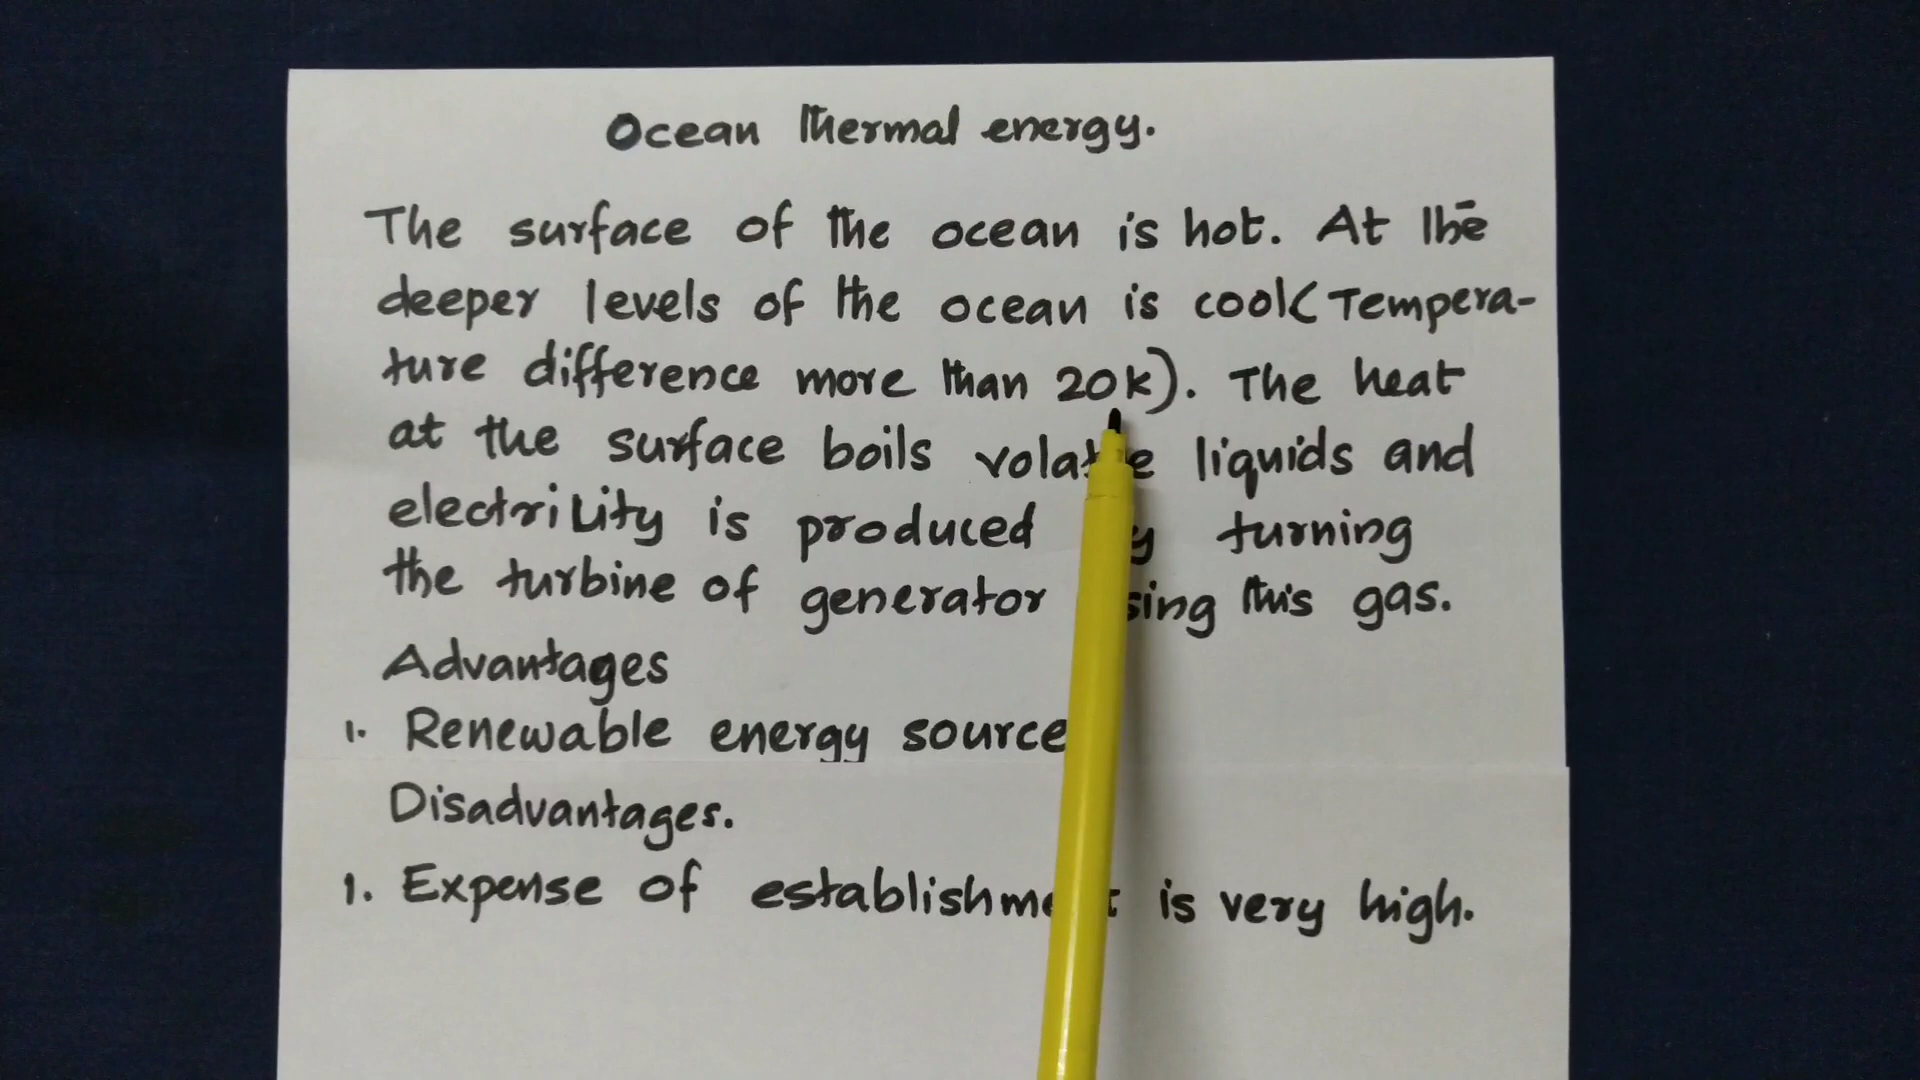 Ocean thermal energy.
The surface of the ocean is hot. At the
deeper levels of the ocean is cool(Tempera-
ture difference more than 20K). The heat
at the surface boils liquids and
electricity is produced turning
the turbine of generator this gas.
Advantages
1. Renewable energy source
Disadvantages.
1. Expense of is very high.